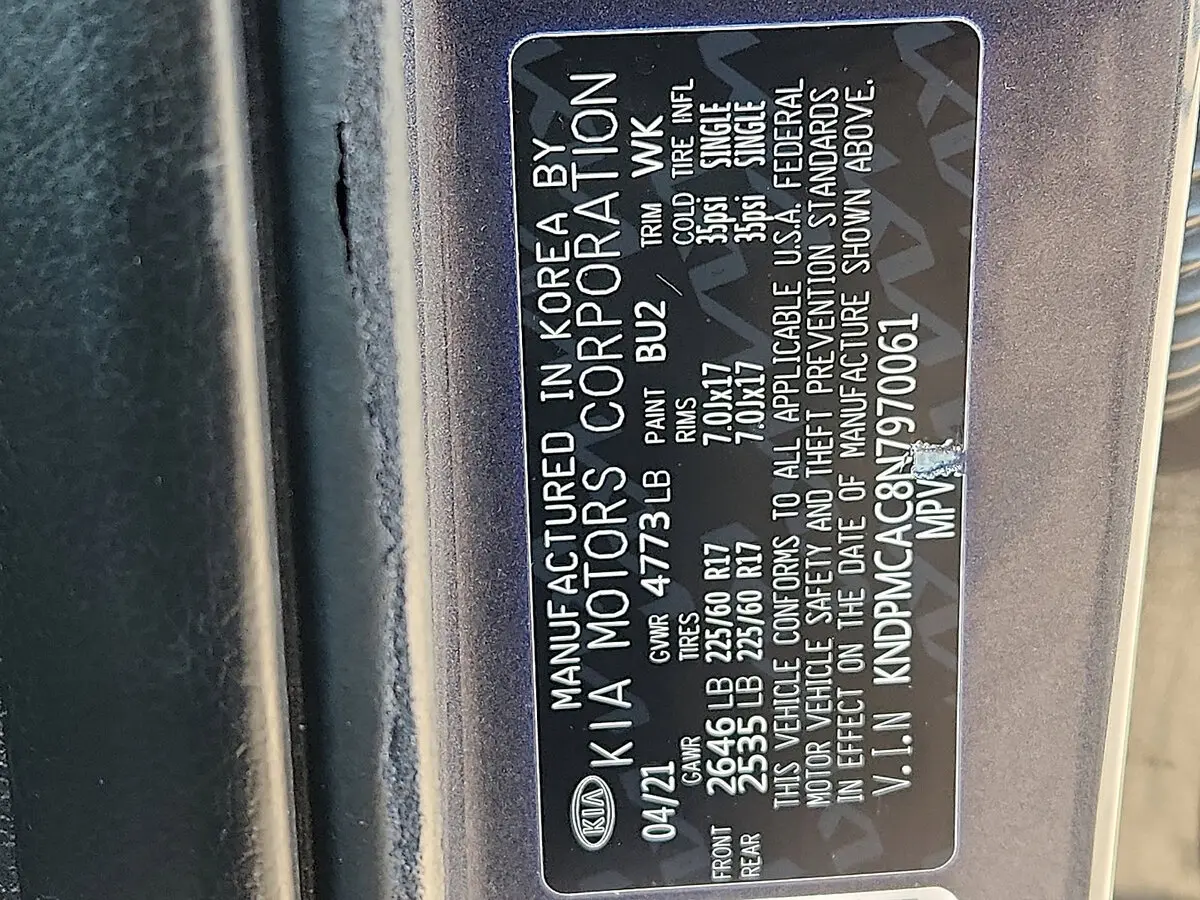 MANUFACTURED IN KOREA BY
KIA KIA MOTORS CORPORATION
04/21 GVWR 4773 LB PAINT BU2 / TRIM WK
GAWR TIRES RIMS COLD TIRE INFL
FRONT 2646 LB 225/60 R17 7.0Jx17 35psi SINGLE
REAR 2535 LB 225/60 R17 7.0Jx17 35psi SINGLE
THIS VEHICLE CONFORMS TO ALL APPLICABLE U.S.A. FEDERAL
MOTOR VEHICLE SAFETY AND THEFT PREVENTION STANDARDS
IN EFFECT ON THE DATE OF MANUFACTURE SHOWN ABOVE.
V.I.N KNDPMCAC8N7970061
MPV